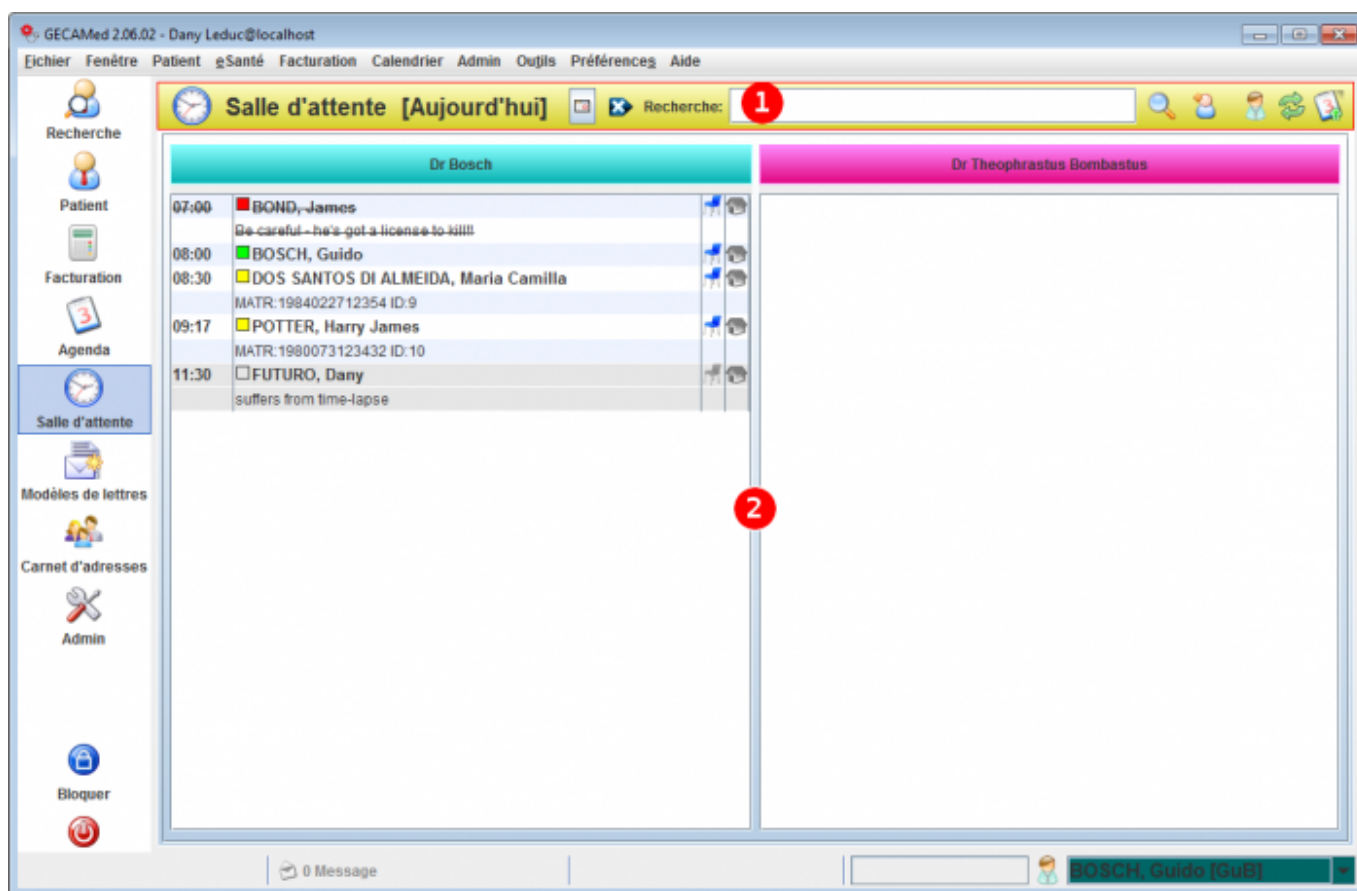 GECAMed 2.06.02 - Dany Leduc@localhost
Fichier Fenêtre Patient eSanté Facturation Calendrier Admin Outils Préférences Aide
Salle d'attente [Aujourd'hui] Recherche: 1
Recherche
Patient
Facturation
3
Agenda
Salle d'attente
Modèles de lettres
Carnet d'adresses
Admin
Bloquer
Dr Bosch
07:00 BOND, James
Be careful - he's got a license to kill!!
08:00 BOSCH, Guido
08:30 DOS SANTOS DI ALMEIDA, Maria Camilla
MATR:1984022712354 ID:9
09:17 POTTER, Harry James
MATR:1980073123432 ID:10
11:30 FUTURO, Dany
suffers from time-lapse
2
Dr Theophrastus Bombastus
0 Message
BOSCH, Guido [GuB]